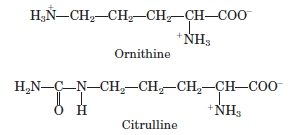 H₃N⁺—CH₂—CH₂—CH₂—CH—COO⁻
⁺NH₃
Ornithine
H₂N—C—N—CH₂—CH₂—CH₂—CH—COO⁻
O H ⁺NH₃
Citrulline